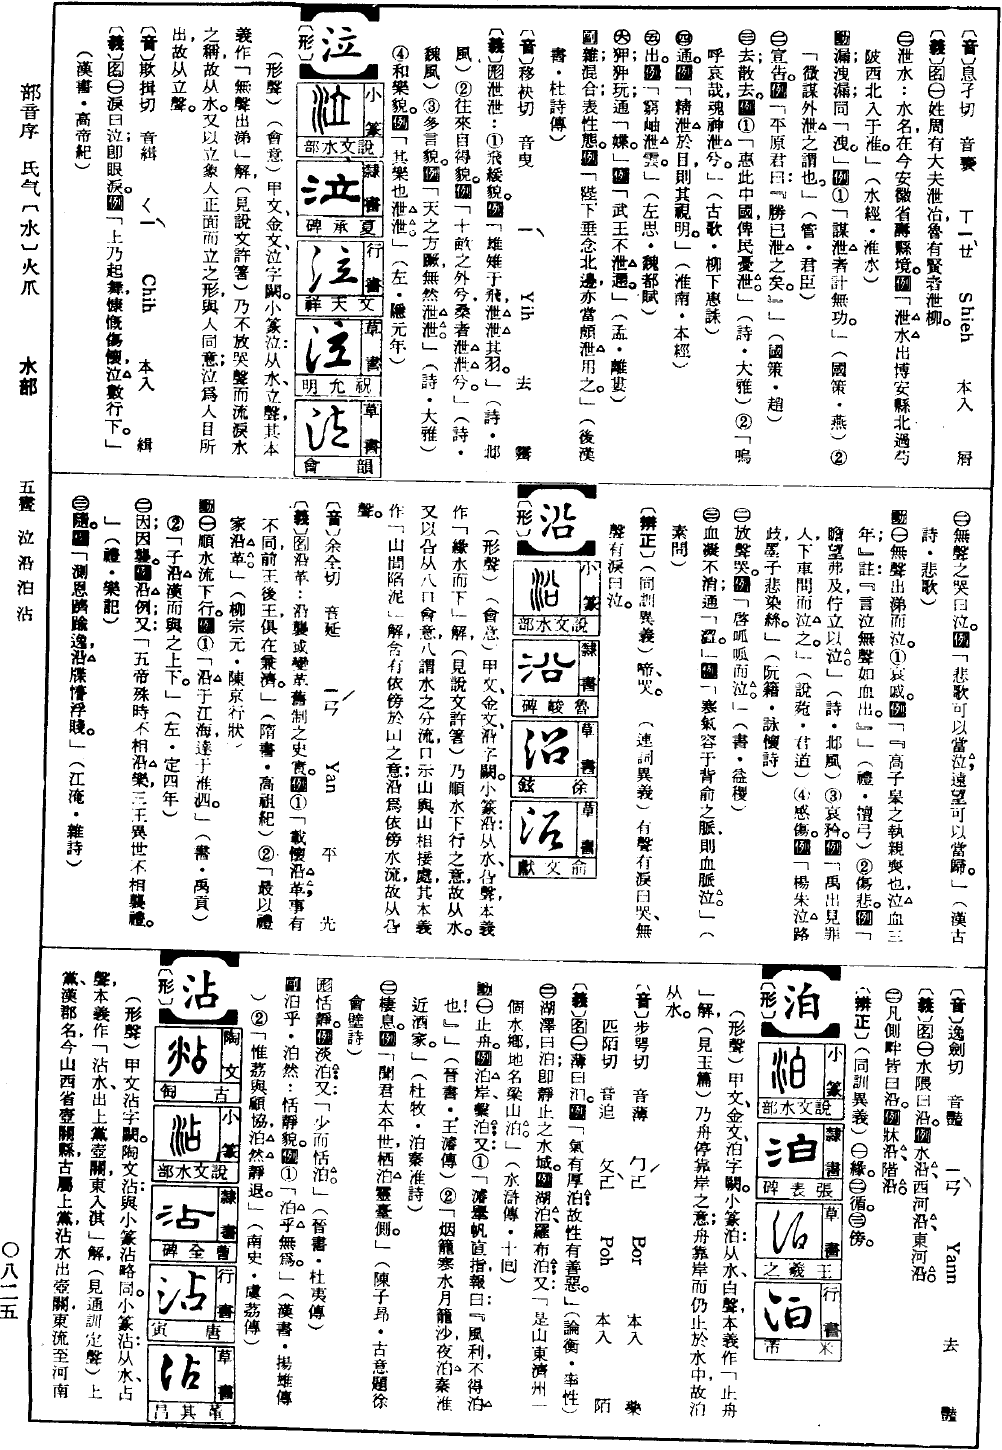 部音序　氏气〔水〕火爪　水部　五畫　泣沿泊沾　〇八二五
〔音〕息孑切　音褻　ㄒㄧㄝˋ　Shieh　本入　屑
〔義〕图㊀姓周有大夫泄冶魯有賢者泄柳。
㊁泄水：水名在今安徽省壽縣境。例「泄水出博安縣北過芍
陂西北入于淮」（水經・淮水）
動漏洩漏同「洩」。例①「謀泄者計無功」（國策・燕）②
「微謀外泄之謂也」（管・君臣）
㊁宣告。例「平原君曰：『勝已泄之矣』」（國策・趙）
㊂去散去。例①「惠此中國俾民憂泄」（詩・大雅）②「嗚
呼哀哉魂神泄兮」（古歌・柳下惠誄）
㊃通。例「精泄於目則其視明」（淮南・本經）
㊄出。例「窮岫泄雲」（左思・魏都賦）
㊅狎狎玩通「媟」。例「武王不泄邇」（孟・離婁）
副雜混合表性態。例「陛下垂念北邊亦當頗泄用之」（後漢
書・杜詩傳）
〔音〕移袂切　音曳　ㄧˋ　Yih　去　霽
〔義〕形泄泄：①飛緩貌。例「雄雉于飛泄泄其羽」（詩・邶
風）②往來自得貌。例「十畝之外兮桑者泄泄兮」（詩・
魏風）③多言貌。例「天之方蹶無然泄泄」（詩・大雅）
④和樂貌。例「其樂也泄泄」（左・隱元年）
泣
〔形〕
小篆　說文水部
隸書　夏承碑
行書　文天祥
草書　祝允明
草書　韻會
（形聲）（會意）甲文、金文泣字闕。小篆泣：从水、立聲其本
義作「無聲出涕」解（見說文許箸）乃不放哭聲而流淚水
之稱故从水。又以立象人正面而立之形與人同意；泣爲人目所
出故从立聲。
〔音〕欺揖切　音緝　ㄑㄧˋ　Chih　本入　緝
〔義〕图㊀淚曰泣；即眼淚。例「上乃起舞慷慨傷懷泣數行下。」
（漢書・高帝紀）
㊁無聲之哭曰泣。例「悲歌可以當泣；遠望可以當歸。」（漢古
詩・悲歌）
動㊀無聲出涕而泣①哀戚。例「『高子皋之執親喪也泣血三
年』；註『言泣無聲如血出』」（禮・檀弓）②傷悲。例「
瞻望弗及佇立以泣」（詩・邶風）③哀矜。例「禹出見罪
人下車問而泣之」（說苑・君道）④感傷。例「楊朱泣路
歧墨子悲染絲」（阮籍・詠懷詩）
㊁放聲哭。例「啓呱呱而泣」（書・益稷）
㊂血凝不消；通「澀」。例「寒氣容于背俞之脈則血脈泣」（
素問）
〔辨正〕（同訓異義）啼、哭。（連詞異義）有聲有淚曰哭、無
聲有淚曰泣。
沿
〔形〕
小篆　說文水部
隸書　魯峻碑
草書　徐鉉
草書　俞文獻
（形聲）（會意）甲文、金文沿字闕。小篆沿：从水、㕣聲本義
作「緣水而下」解（見說文許箸）乃順水下行之意故从水。
又以㕣从八口會意八謂水之分流口示山與山相接處其本義
作「山間陷泥」解含有依傍於山之意；沿爲依傍水流故从㕣
聲。
〔音〕余全切　音延　ㄧㄢˊ　Yan　平　先
〔義〕图沿革：沿襲或變革舊制之史實。例①「載懷沿革事有
不同前王後王俱在兼濟。」（隋書・高祖紀）②「最以禮
家沿革。」（柳宗元・陳京行狀）
動㊀順水流下行。例①「沿于江海達于淮泗」（書・禹貢）
②「子沿漢而與之上下」（左・定四年）
㊁因因襲。例沿例；又「五帝殊時不相沿樂；三王異世不相襲禮。
」（禮・樂記）
㊂隨。例「測恩躋踰逸沿牒懵浮賤。」（江淹・雜詩）
〔音〕逸劍切　音豔　ㄧㄢˋ　Yann　去　豔
〔義〕图㊀水隈曰沿。例水沿、西河沿、東河沿。
㊁凡側畔皆曰沿。例牀沿、階沿。
〔辨正〕（同訓異義）㊀緣。㊁循。㊂傍。
泊
〔形〕
小篆　說文水部
隸書　張表碑
草書　王羲之
行書　米芾
（形聲）甲文、金文泊字闕。小篆泊：从水、白聲本義作「止舟
」解，（見玉篇）乃舟停靠岸之意；舟靠岸而仍止於水中，故泊
从水。
〔音〕步咢切　音薄　ㄅㄛˊ　Bor　本入　藥
匹陌切　音追　ㄆㄛˋ　Poh　本入　陌
〔義〕图㊀薄曰泊。例「氣有厚泊故性有善惡。」（論衡・率性）
㊁湖澤曰泊；即靜止之水域。例湖泊、羅布泊；又「是山東濟州一
個水鄉地名梁山泊。」（水滸傳・十回）
動㊀止舟。例泊岸、繫泊；又①「濬舉帆直指報曰：『風利不得泊
也！』」（晉書・王濬傳）②「烟籠寒水月籠沙夜泊秦淮
近酒家。」（杜牧・泊秦淮詩）
㊁棲息。例「聞君太平世栖泊靈臺側。」（陳子昂・古意題徐
會壁詩）
形恬靜。例淡泊；又「少而恬泊」（晉書・杜夷傳）
副泊乎・泊然：恬靜貌。例①「泊乎無爲」（漢書・揚雄傳
）②「惟荔與顧協泊然靜退。」（南史・虞荔傳）
沾
〔形〕
陶文　古匋
小篆　說文水部
隸書　曹全碑
行書　唐寅
草書　董其昌
（形聲）甲文沾字闕。陶文沾：與小篆沾略同。小篆沾：从水、占
聲，本義作「沾水、出上黨壺關，東入淇」解，（見通訓定聲）上
黨、漢郡名，今山西省壺關縣古屬上黨，沾水出壺關，東流至河南